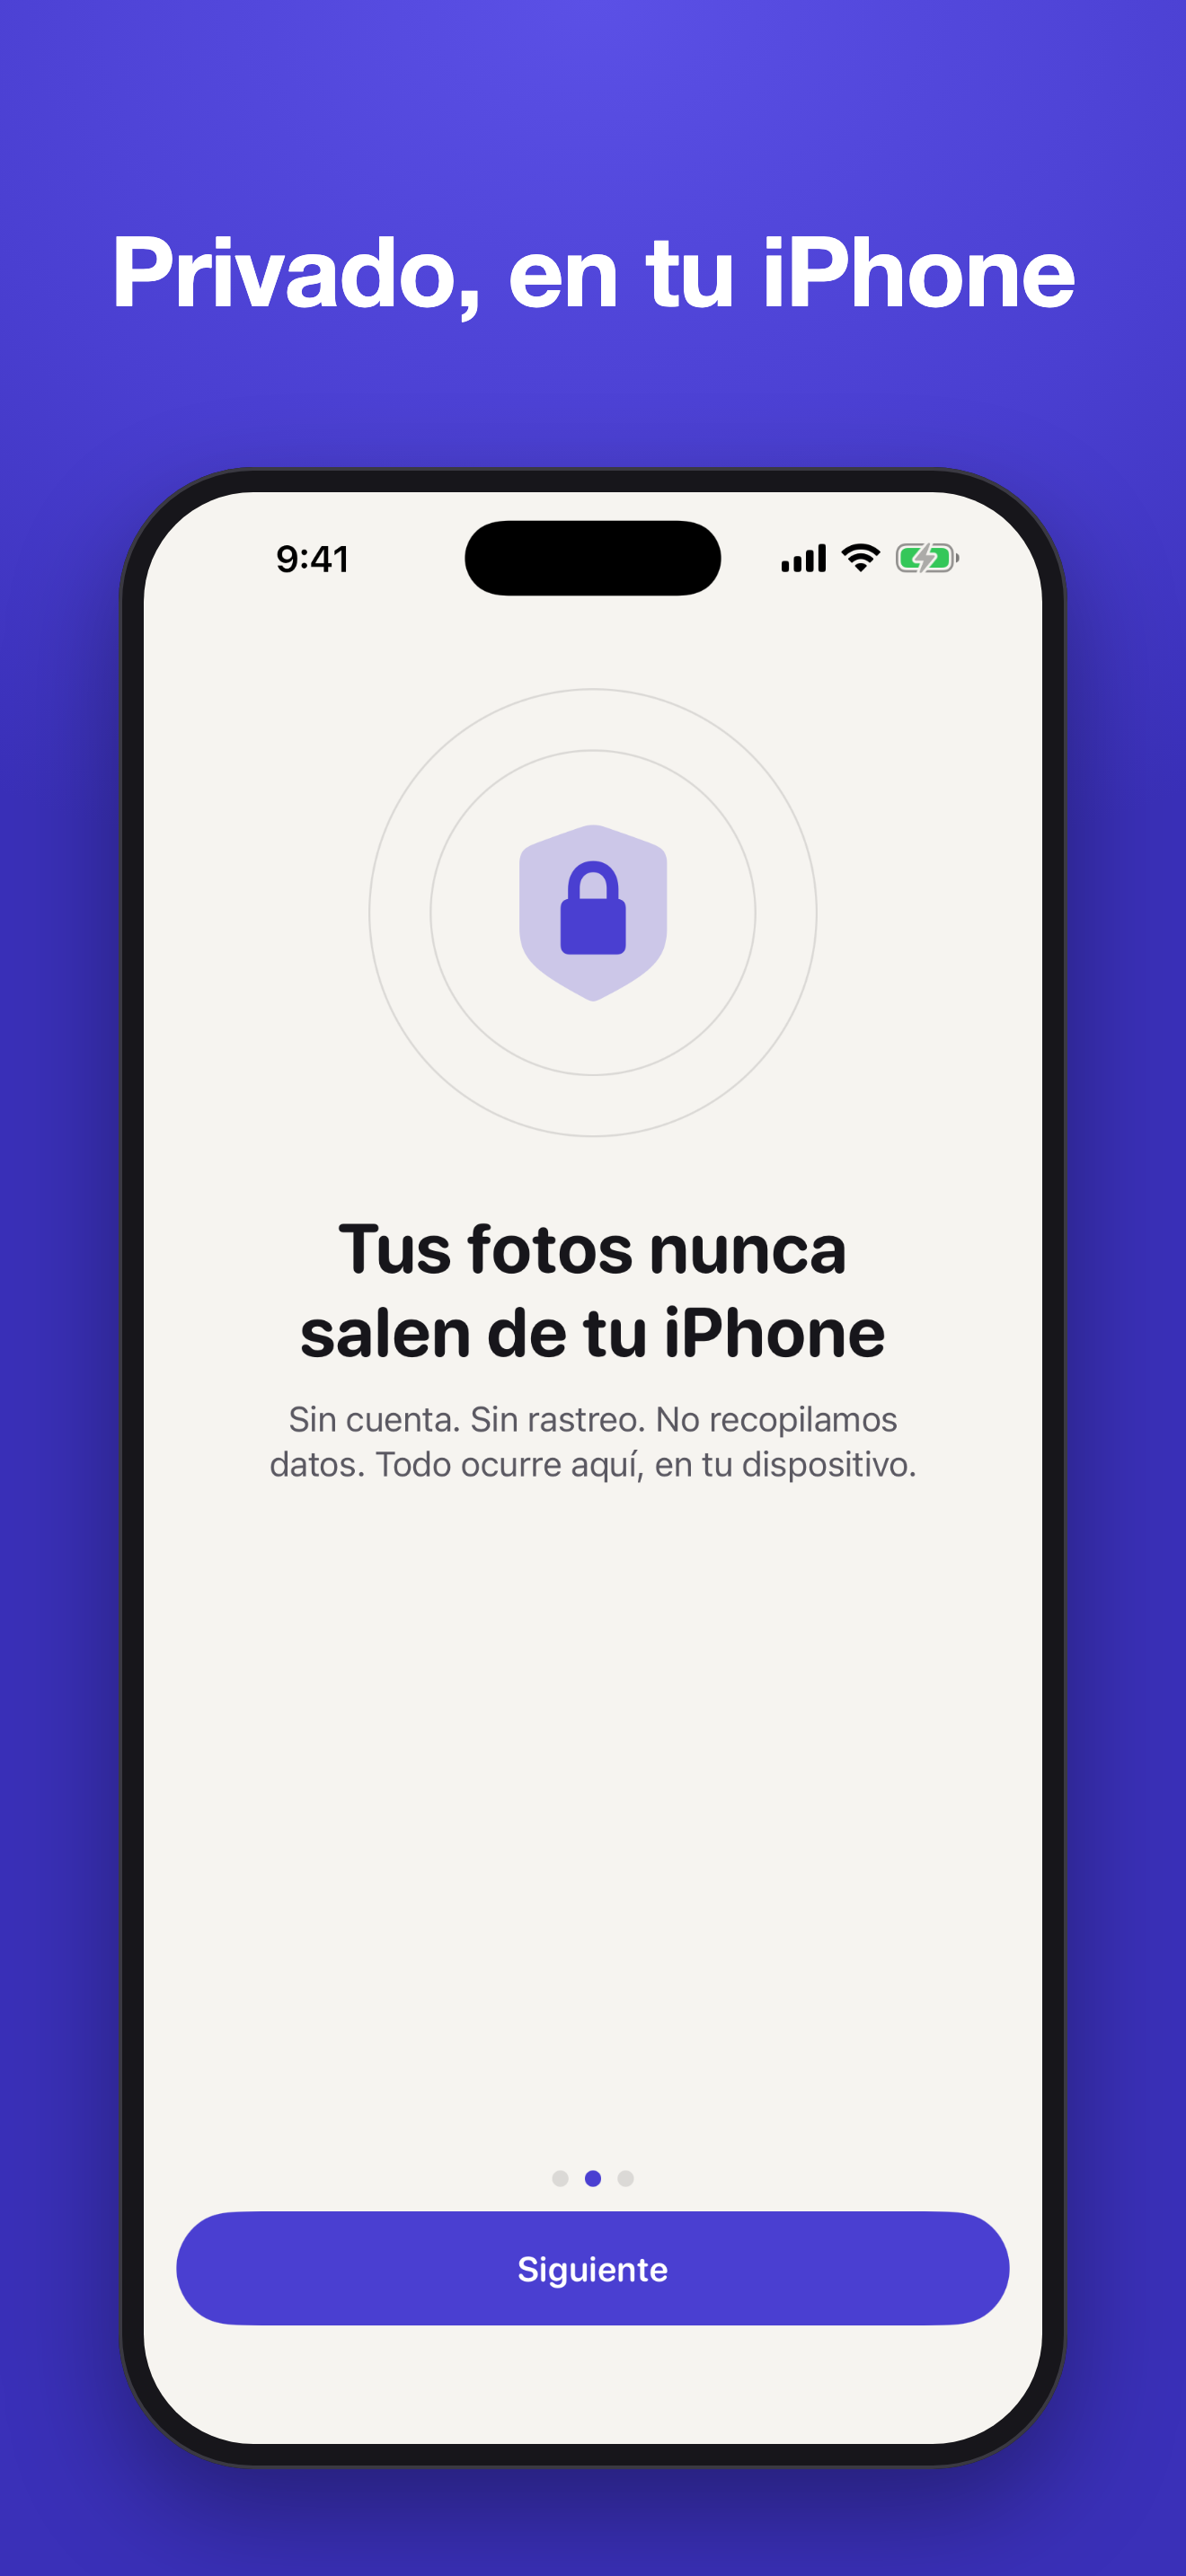 Privado, en tu iPhone
9:41
Tus fotos nunca
salen de tu iPhone
Sin cuenta. Sin rastreo. No recopilamos
datos. Todo ocurre aquí, en tu dispositivo.
Siguiente